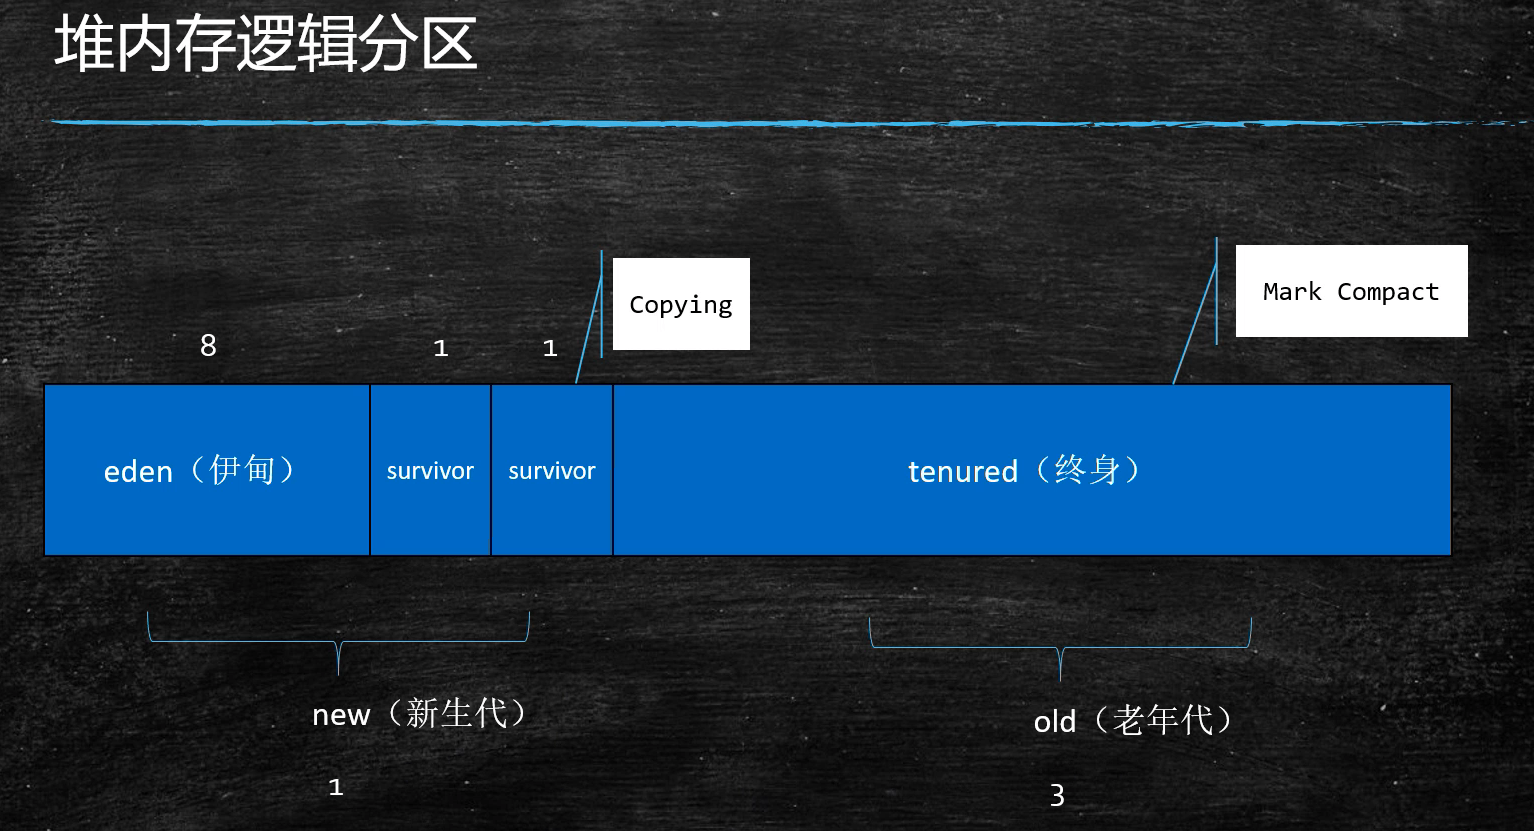 堆内存逻辑分区
Copying
Mark Compact
8
1
1
eden（伊甸）
survivor
survivor
tenured（终身）
new（新生代）
old（老年代）
1
3